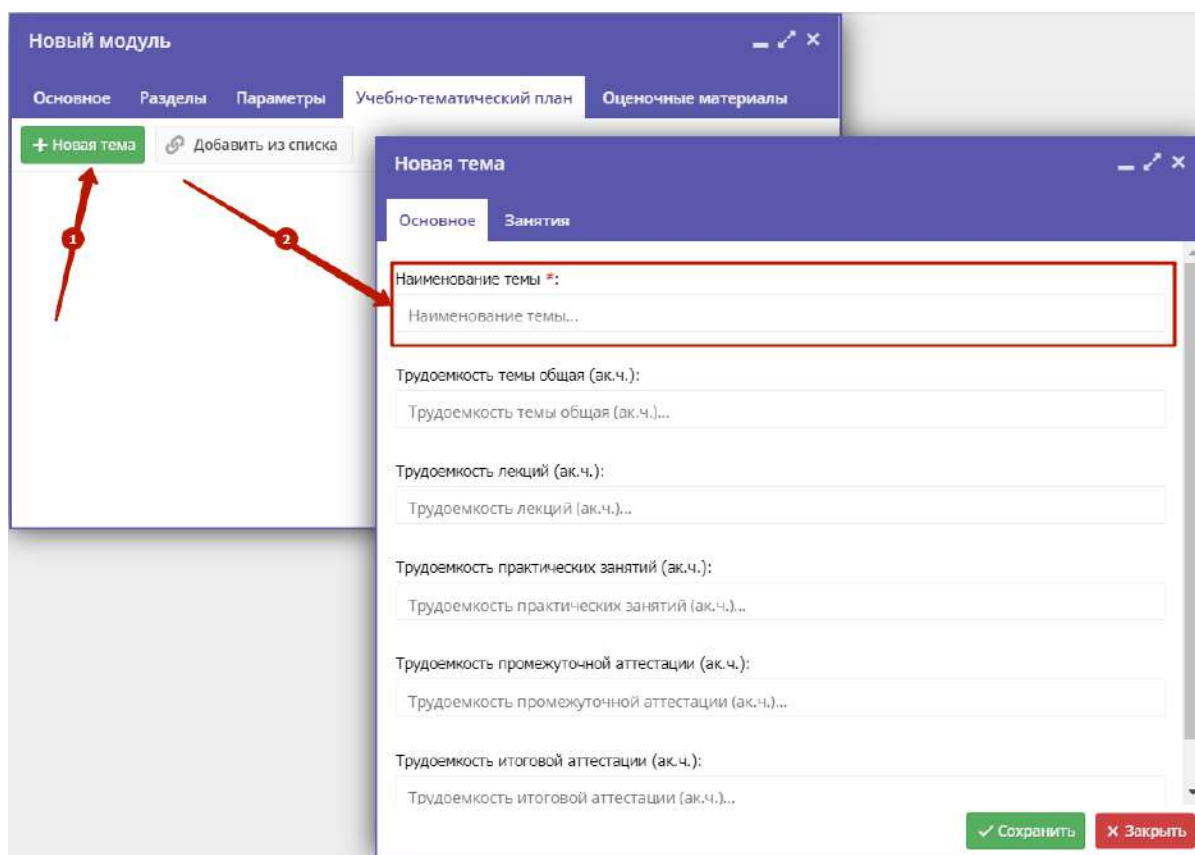 Новый модуль
Основное Разделы Параметры Учебно-тематический план Оценочные материалы
+ Новая тема Добавить из списка
1
2
Новая тема
Основное Занятия
Наименование темы *:
Наименование темы...
Трудоемкость темы общая (ак.ч.):
Трудоемкость темы общая (ак.ч.)...
Трудоемкость лекций (ак.ч.):
Трудоемкость лекций (ак.ч.)...
Трудоемкость практических занятий (ак.ч.):
Трудоемкость практических занятий (ак.ч.)...
Трудоемкость промежуточной аттестации (ак.ч.):
Трудоемкость промежуточной аттестации (ак.ч.)...
Трудоемкость итоговой аттестации (ак.ч.):
Трудоемкость итоговой аттестации (ак.ч.)...
Сохранить Закрыть